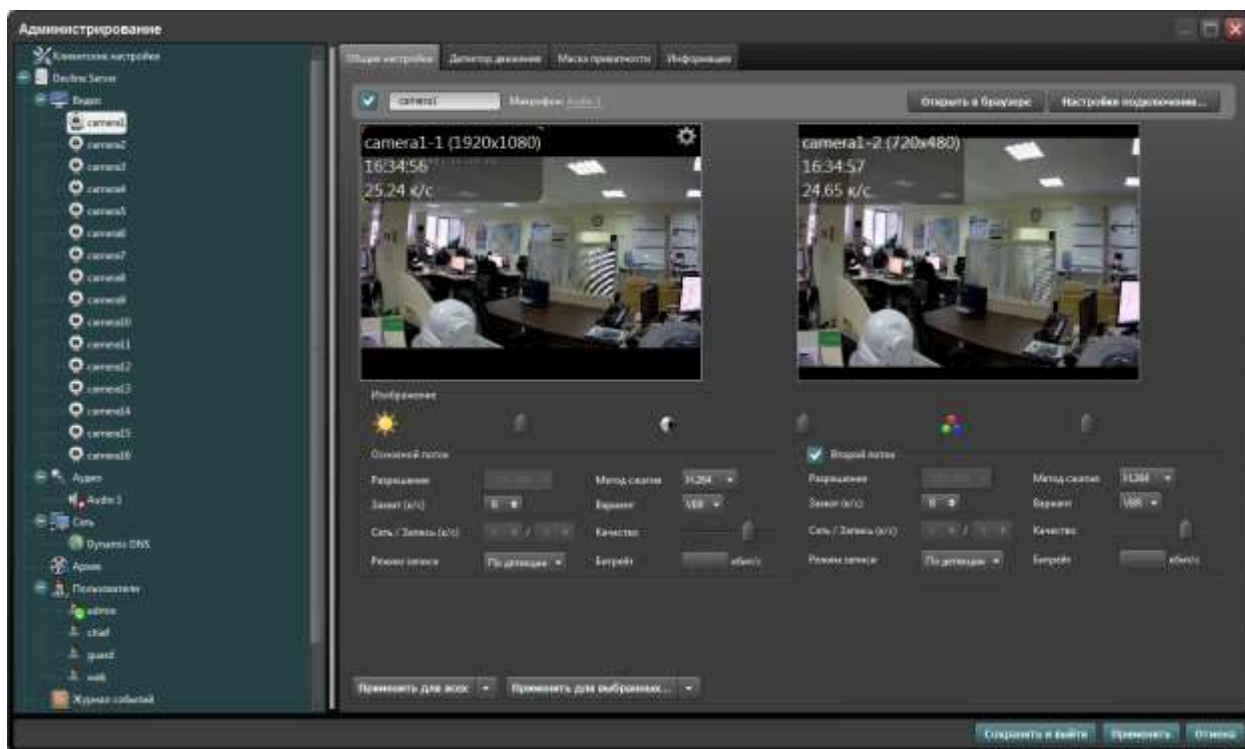 Администрирование
Клиентские настройки
Devline Server
Видео
camera1
camera2
camera3
camera4
camera5
camera6
camera7
camera8
camera9
camera10
camera11
camera12
camera13
camera14
camera15
camera16
Аудио
Audio 1
Сеть
Dynamic DNS
Архив
Пользователи
admin
chief
guard
web
Журнал событий
Общие настройки Детектор движения Маска приватности Информация
camera1 Микрофон: Audio 1 Открыть в браузере Настройки подключения...
camera1-1 (1920x1080)
16:34:56
25.24 к/с
camera1-2 (720x480)
16:34:57
24.65 к/с
Изображение
Основной поток
Разрешение Метод сжатия H.264
Захват (к/с) Вариант VBR
Сеть / Запись (к/с) / Качество
Режим записи По детекции Битрейт кбит/с
Второй поток
Разрешение Метод сжатия H.264
Захват (к/с) Вариант VBR
Сеть / Запись (к/с) / Качество
Режим записи По детекции Битрейт кбит/с
Применить для всех Применить для выбранных...
Сохранить и выйти Применить Отмена